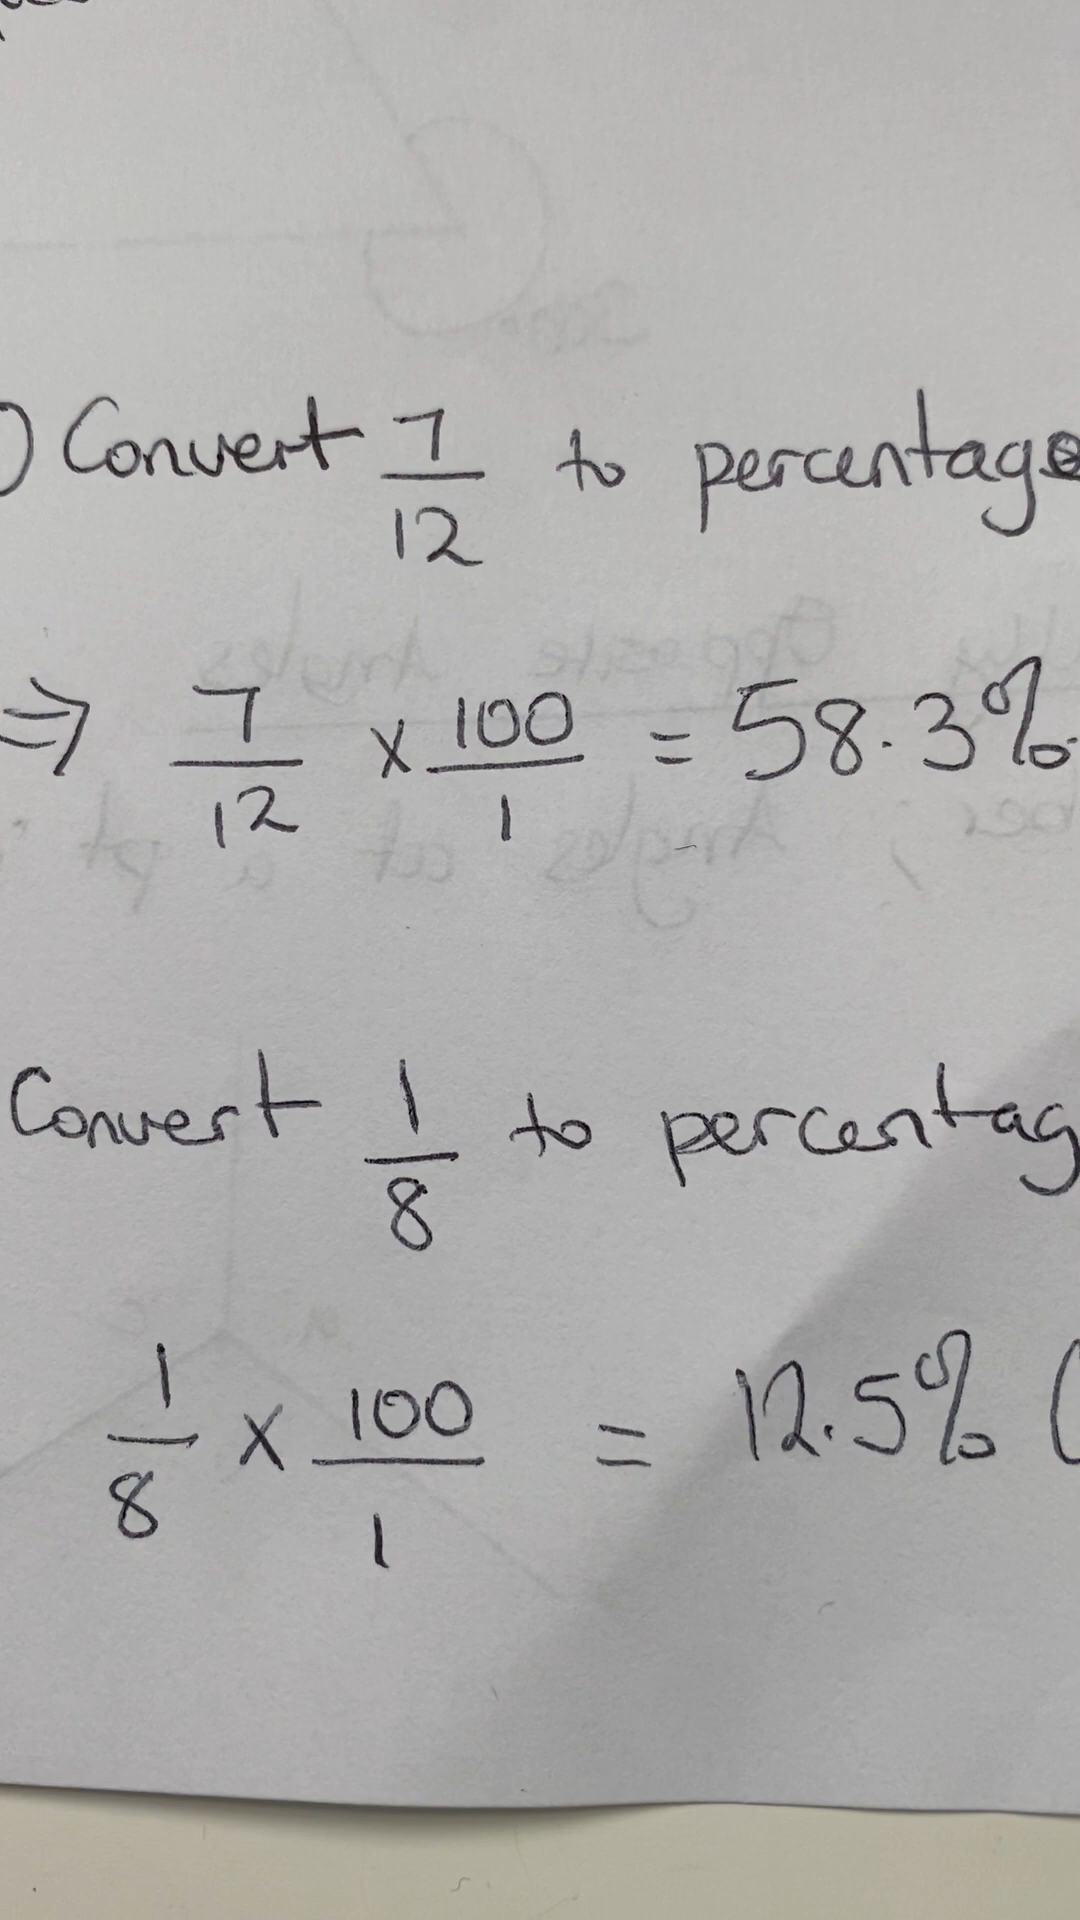 ) Convert 7/12 to percentage
⇒ 7/12 × 100/1 = 58.3%
Convert 1/8 to percentag
1/8 × 100/1 = 12.5% (